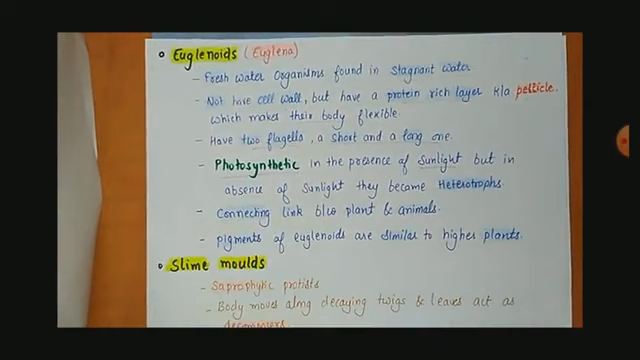 Euglenoids (Euglena)
- Fresh water organisms found in stagnant water
- Not have cell wall, but have a protein rich layer k/a pellicle.
which makes their body flexible.
- Have two flagells, a short and a long one.
- Photosynthetic in the presence of Sunlight but in
absence of Sunlight they became Heterotrophs.
- Connecting link b/w plant & animals.
- Pigments of euglenoids are similar to higher plants.
Slime moulds
- Saprophytic protists
- Body moves along decaying twigs & leaves act as
decomposers.